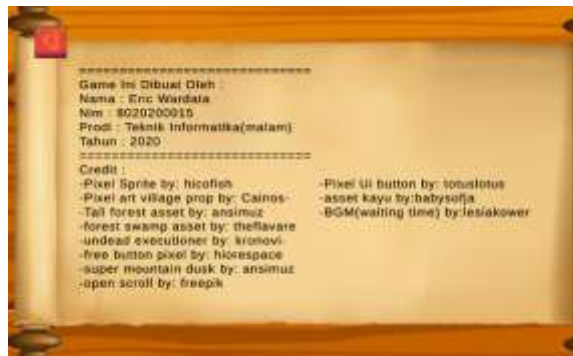 ==============================
Game Ini Dibuat Oleh :
Nama : Eric Wardata
Nim : 8020200015
Prodi : Teknik Informatika(malam)
Tahun : 2020
==============================
Credit :
-Pixel Sprite by: hicofish
-Pixel art village prop by: Cainos-
-Tall forest asset by: ansimuz
-forest swamp asset by: theflavare
-undead executioner by: kronovi-
-free button pixel by: hiorespace
-super mountain dusk by: ansimuz
-open scroll by: freepik
-Pixel Ui button by: totuslotus
-asset kayu by:babysofja
-BGM(waiting time) by:lesiakower